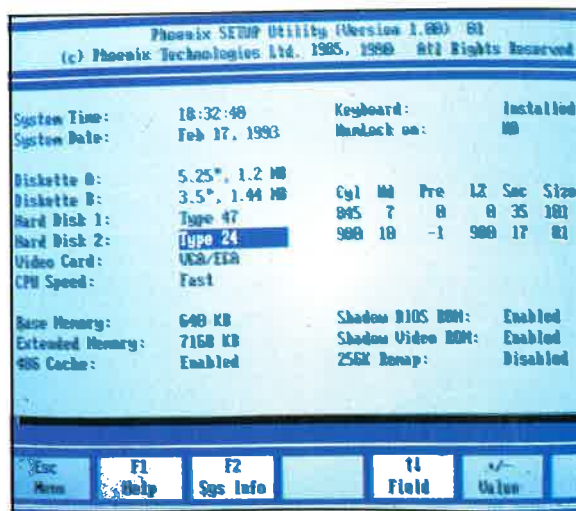 Phoenix SETUP Utility (Version 1.00) 01
(c) Phoenix Technologies Ltd. 1985, 1990 All Rights Reserved
System Time: 18:32:40 Keyboard: Installed
System Date: Feb 17, 1993 NumLock on: NO
Diskette A: 5.25", 1.2 MB
Diskette B: 3.5", 1.44 MB Cyl Hd Pre LZ Sec Size
Hard Disk 1: Type 47 845 7 0 0 35 101
Hard Disk 2: Type 24 980 10 -1 980 17 81
Video Card: VGA/EGA
CPU Speed: Fast
Base Memory: 640 KB Shadow BIOS ROM: Enabled
Extended Memory: 7168 KB Shadow Video ROM: Enabled
486 Cache: Enabled 256K Remap: Disabled
Esc F1 F2 ↑↓ +/-
Menu Help Sys Info Field Value